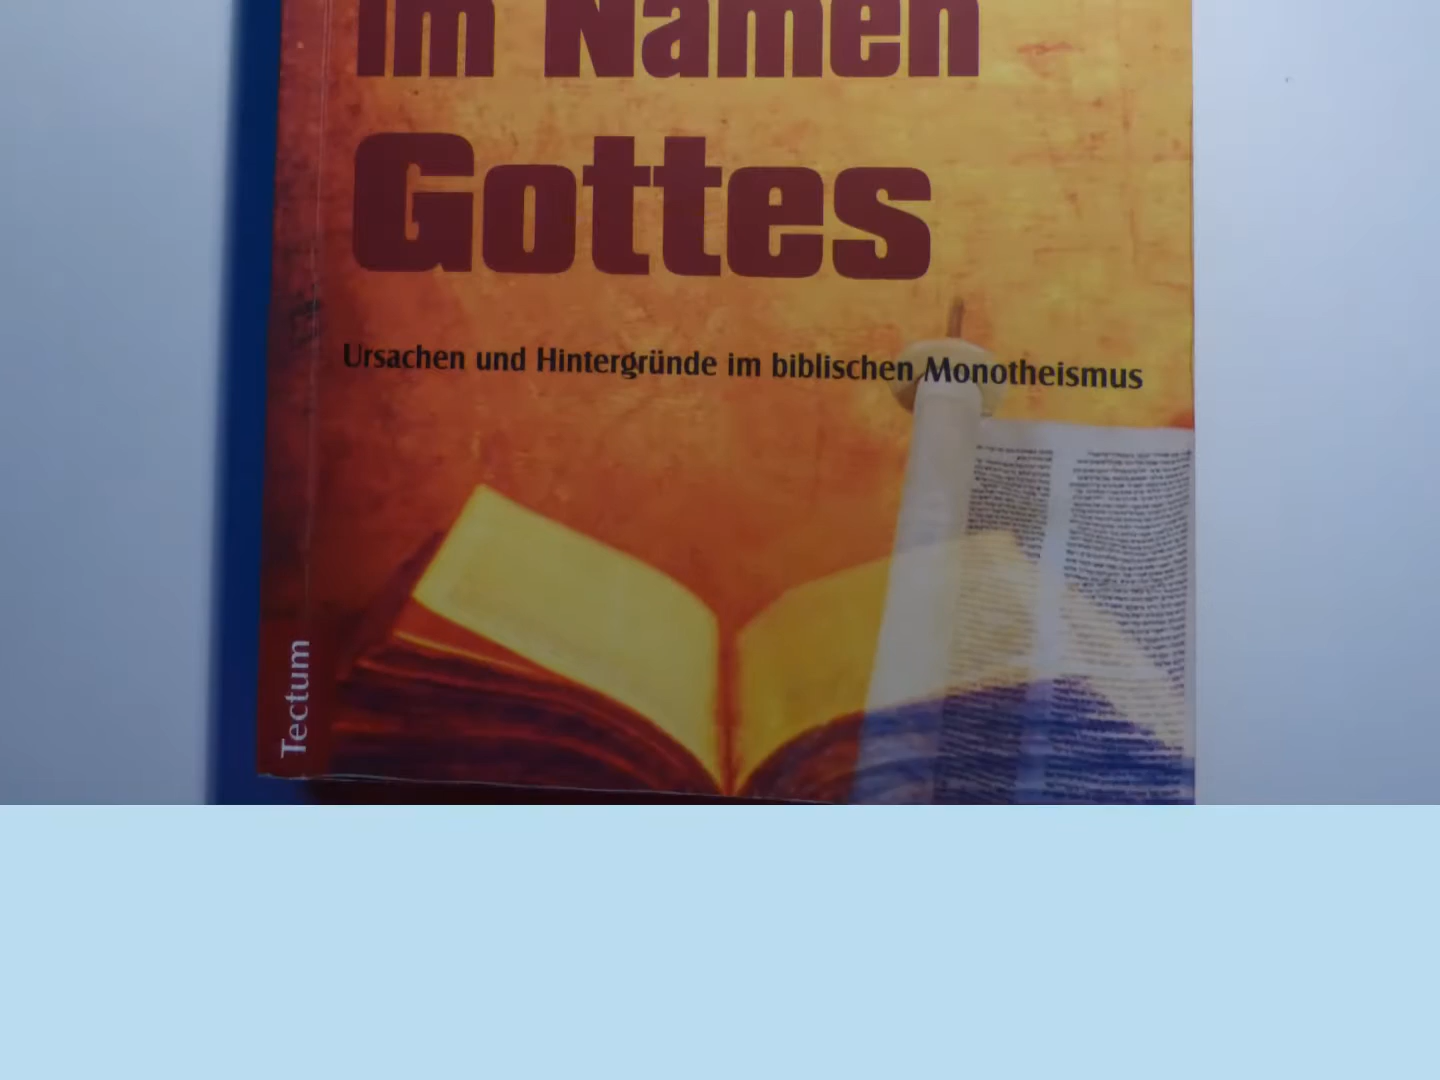 im Namen
Gottes
Ursachen und Hintergründe im biblischen Monotheismus
Tectum